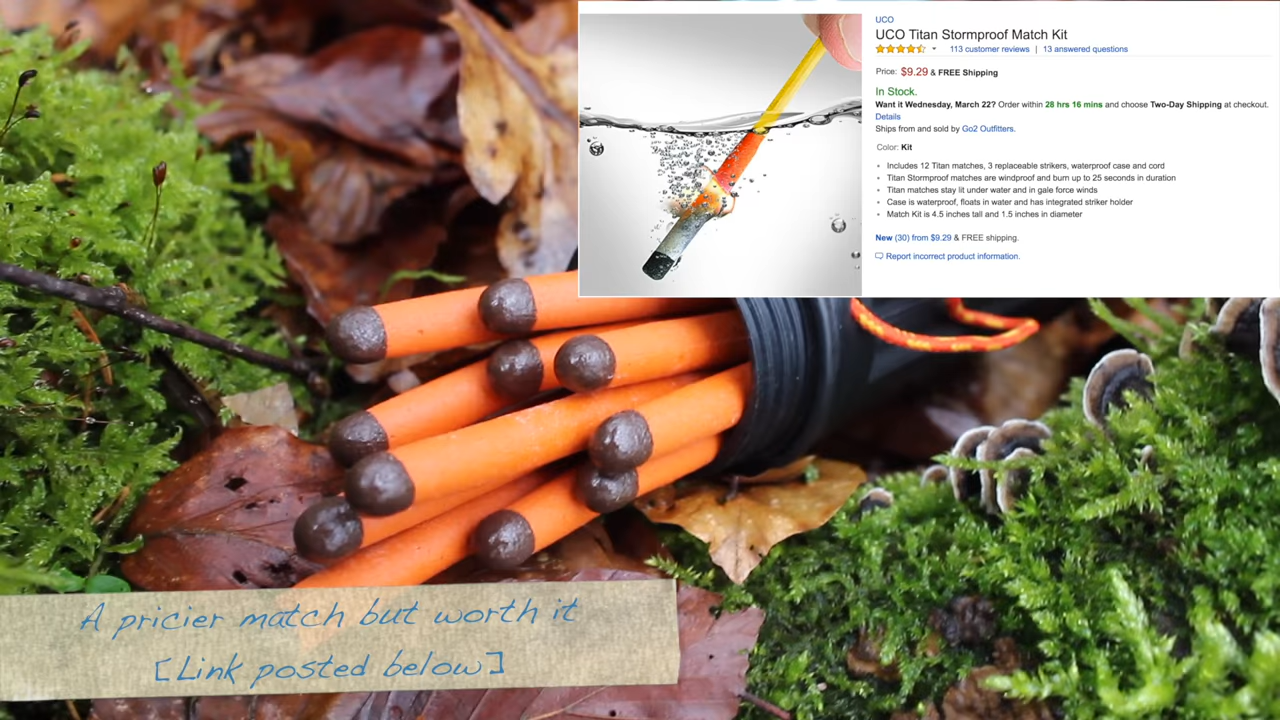 UCO
UCO Titan Stormproof Match Kit
113 customer reviews | 13 answered questions
Price: $9.29 & FREE Shipping
In Stock.
Want it Wednesday, March 22? Order within 28 hrs 16 mins and choose Two-Day Shipping at checkout.
Details
Ships from and sold by Go2 Outfitters.
Color: Kit
Includes 12 Titan matches, 3 replaceable strikers, waterproof case and cord
Titan Stormproof matches are windproof and burn up to 25 seconds in duration
Titan matches stay lit under water and in gale force winds
Case is waterproof, floats in water and has integrated striker holder
Match Kit is 4.5 inches tall and 1.5 inches in diameter
New (30) from $9.29 & FREE shipping.
Report incorrect product information.
A pricier match but worth it
[Link posted below]